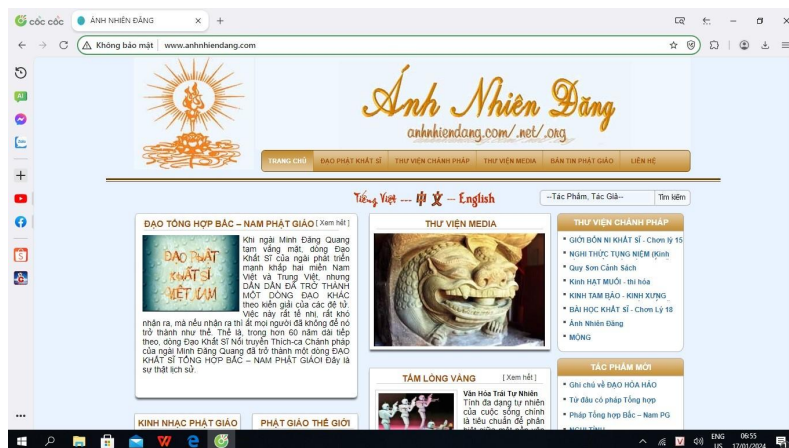 cốc cốc
ÁNH NHIÊN ĐĂNG
Không bảo mật
www.anhnhiendang.com
AI
Zalo
Ánh Nhiên Đăng
anhnhiendang.com/.net/.org
TRANG CHỦ
ĐẠO PHẬT KHẤT SĨ
THƯ VIỆN CHÁNH PHÁP
THƯ VIỆN MEDIA
BẢN TIN PHẬT GIÁO
LIÊN HỆ
Tiếng Việt --- 中 文 -- English
--Tác Phẩm, Tác Giả--
Tìm kiếm
ĐẠO TỔNG HỢP BẮC – NAM PHẬT GIÁO [ Xem hết ]
ĐẠO PHẬT
KHẤT SĨ
VIỆT NAM
Khi ngài Minh Đăng Quang
tạm vắng mặt, dòng Đạo
Khất Sĩ của ngài phát triển
mạnh khắp hai miền Nam
Việt và Trung Việt, nhưng
DẦN DẦN ĐÃ TRỞ THÀNH
MỘT DÒNG ĐẠO KHÁC
theo kiến giải của các đệ tử.
Việc này rất tế nhị, rất khó
nhận ra, mà nếu nhận ra thì ắt mọi người đã không để nó
trở thành như thế. Thế là, trong hơn 60 năm dài tiếp
theo, dòng Đạo Khất Sĩ Nối truyền Thích-ca Chánh pháp
của ngài Minh Đăng Quang đã trở thành một dòng ĐẠO
KHẤT SĨ TỔNG HỢP BẮC – NAM PHẬT GIÁO! Đây là
sự thật lịch sử.
KINH NHẠC PHẬT GIÁO
PHẬT GIÁO THẾ GIỚI
THƯ VIỆN MEDIA
TẤM LÒNG VÀNG [ Xem hết ]
Văn Hóa Trái Tự Nhiên
Tính đa dạng tự nhiên
của cuộc sống chính
là tiêu chuẩn để phân
THƯ VIỆN CHÁNH PHÁP
GIỚI BỔN NI KHẤT SĨ - Chơn lý 15
NGHI THỨC TỤNG NIỆM (Kinh
Quy Sơn Cảnh Sách
Kinh HẠT MUỐI - thi hóa
KINH TAM BẢO - KINH XƯNG
BÀI HỌC KHẤT SĨ - Chơn Lý 18
Ánh Nhiên Đăng
MỘNG
TÁC PHẨM MỚI
Ghi chú về ĐẠO HÒA HẢO
Từ đâu có pháp Tổng hợp
Pháp Tổng hợp Bắc – Nam PG
ENG
US
06:55
17/01/2024